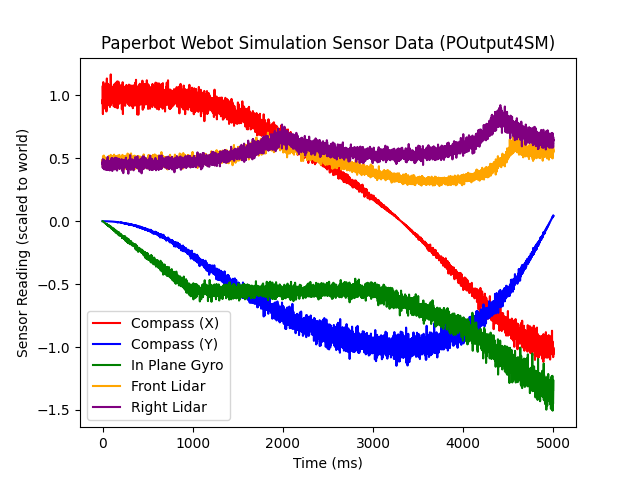 Paperbot Webot Simulation Sensor Data (POutput4SM)
Sensor Reading (scaled to world)
1.0
0.5
0.0
−0.5
−1.0
−1.5
Compass (X)
Compass (Y)
In Plane Gyro
Front Lidar
Right Lidar
0 1000 2000 3000 4000 5000
Time (ms)